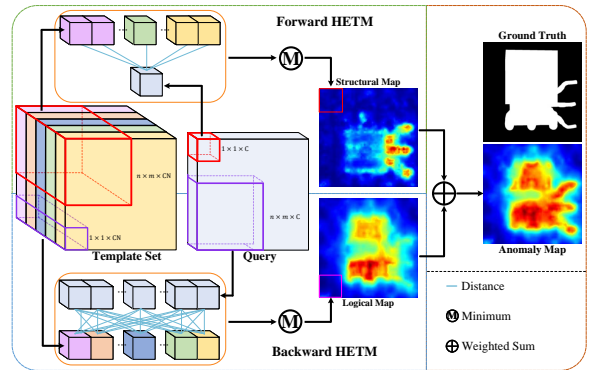 Forward HETM
Ground Truth
Structural Map
1 × 1 × C
n × m × CN
n × m × C
1 × 1 × CN
Template Set
Query
Logical Map
Anomaly Map
Backward HETM
M
M
Distance
M Minimum
Weighted Sum